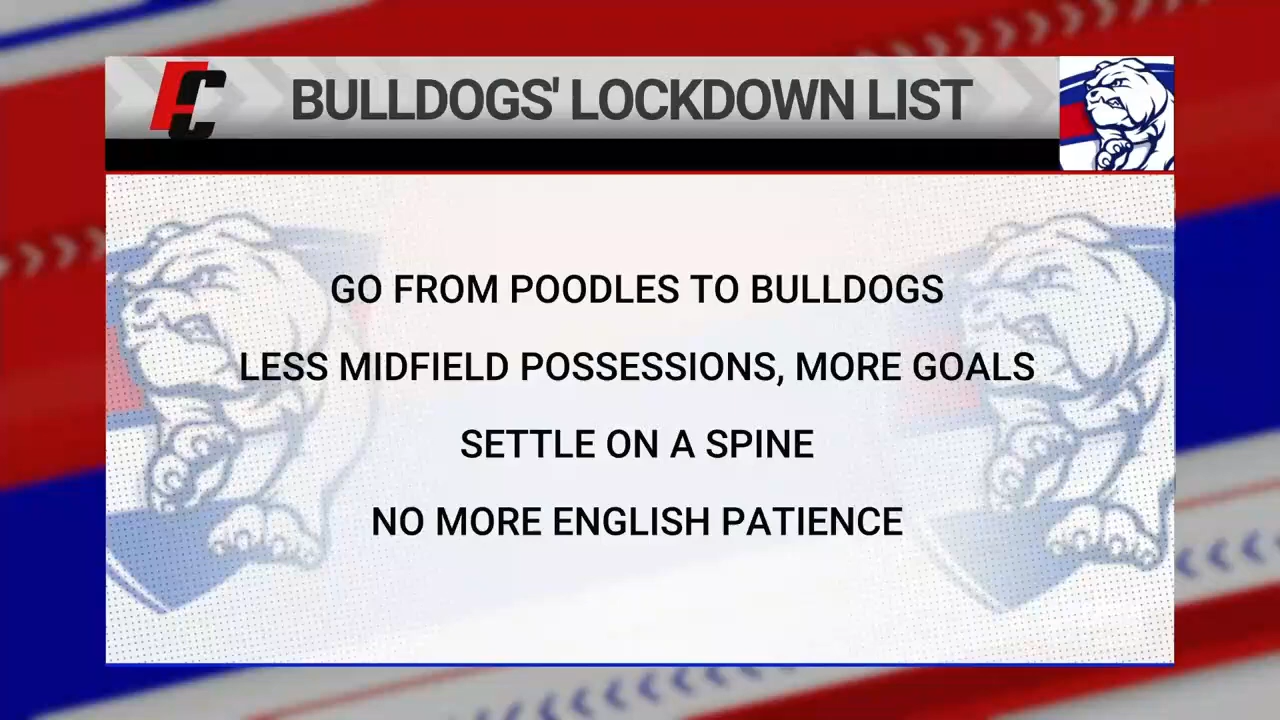 FC
BULLDOGS' LOCKDOWN LIST
GO FROM POODLES TO BULLDOGS
LESS MIDFIELD POSSESSIONS, MORE GOALS
SETTLE ON A SPINE
NO MORE ENGLISH PATIENCE